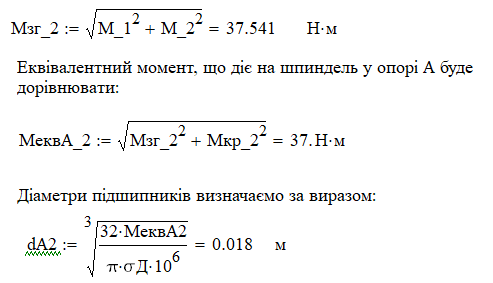 Мзг_2 := √(М_1² + М_2²) = 37.541 Н·м
Еквівалентний момент, що діє на шпиндель у опорі А буде
дорівнювати:
МеквА_2 := √(Мзг_2² + Мкр_2²) = 37. Н·м
Діаметри підшипників визначаємо за виразом:
dA2 := ∛(32·МеквА2 / π·σД·10⁶) = 0.018 м